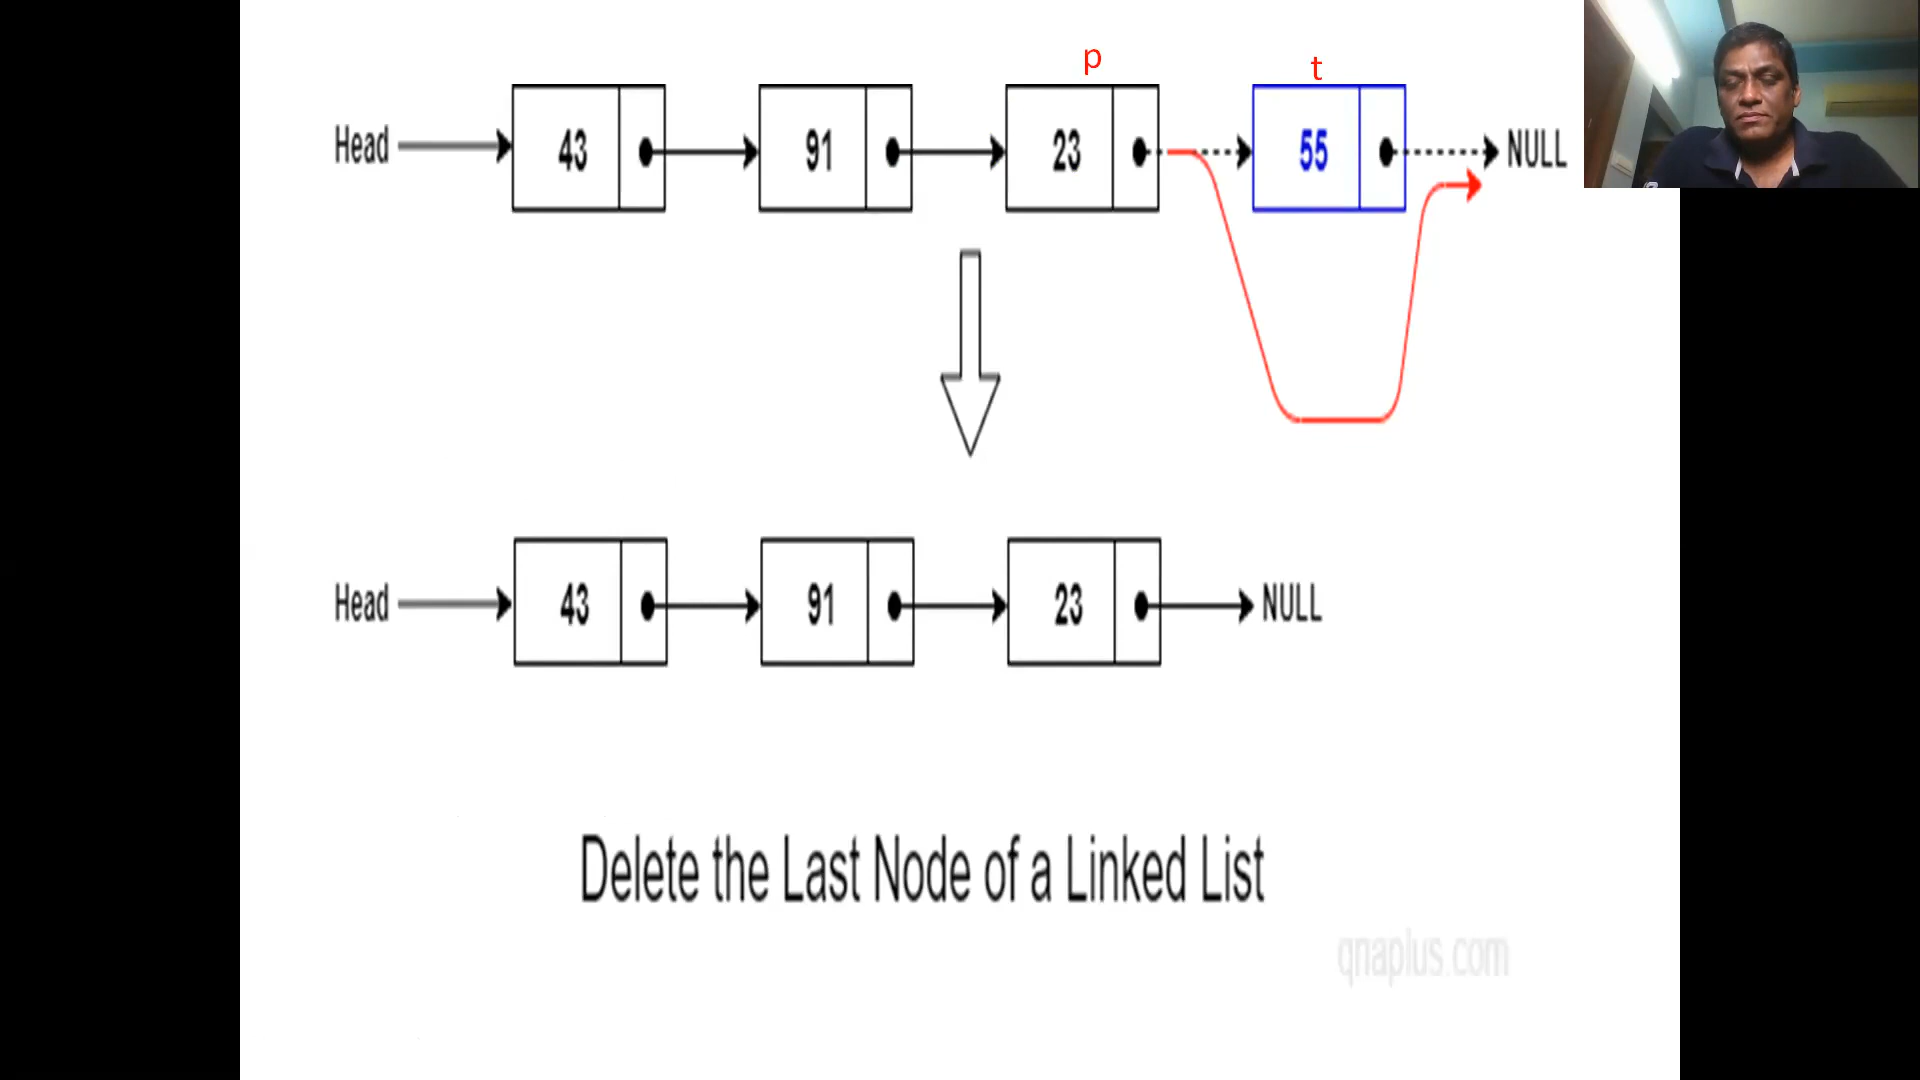 p t
Head 43 91 23 55 NULL
Head 43 91 23 NULL
Delete the Last Node of a Linked List
qnaplus.com